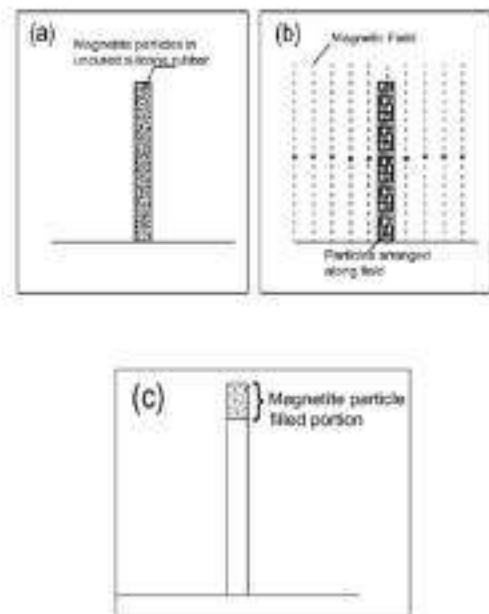 (a)
Magnetite particles in
uncured silicone rubber
(b)
Magnetic Field
Particles arranged
along field
(c)
Magnetite particle
filled portion